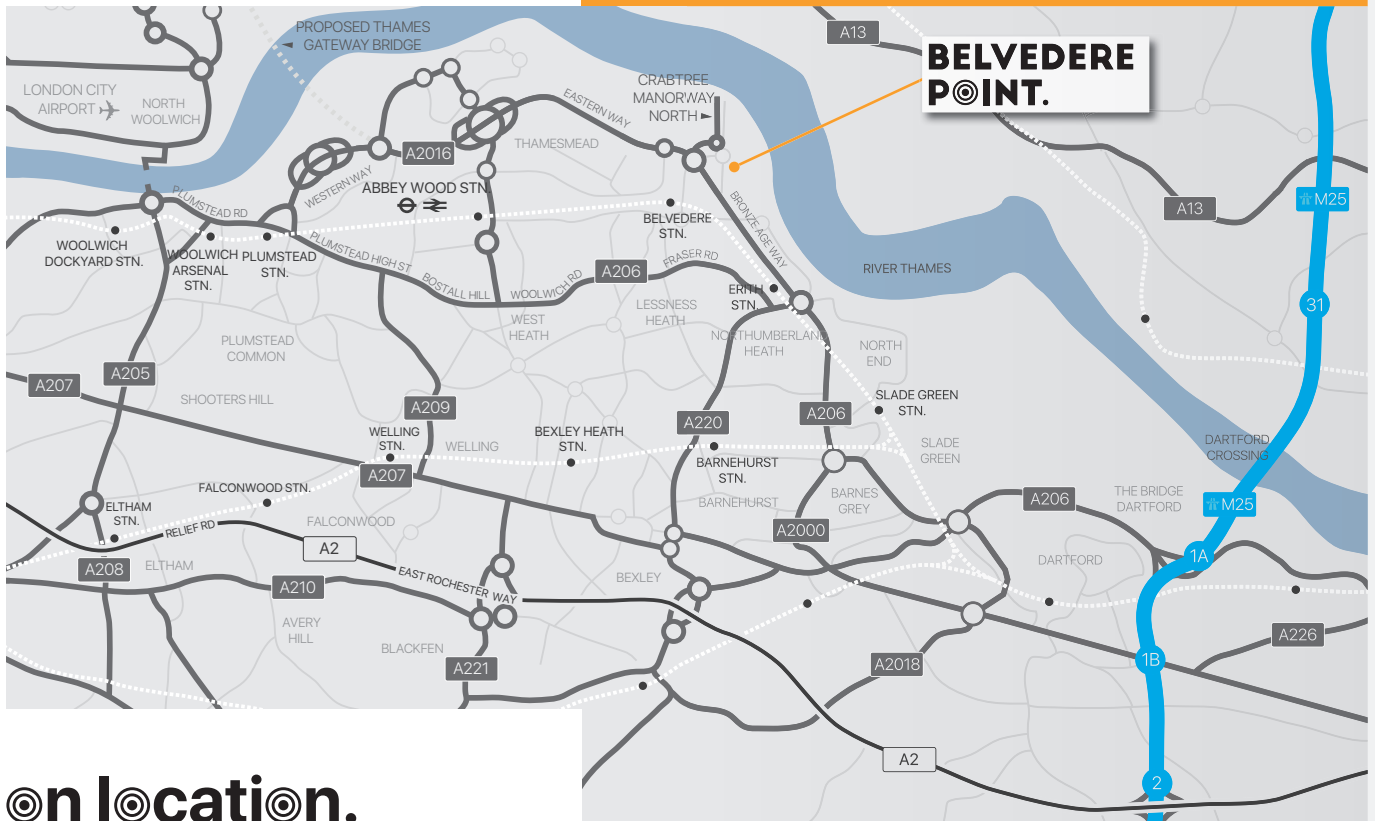 PROPOSED THAMES
GATEWAY BRIDGE
A13
BELVEDERE
POINT.
LONDON CITY
AIRPORT
NORTH
WOOLWICH
CRABTREE
MANORWAY
NORTH
EASTERN WAY
THAMESMEAD
A2016
WESTERN WAY
ABBEY WOOD STN.
PLUMSTEAD RD
M25
A13
BRONZE AGE WAY
BELVEDERE
STN.
WOOLWICH
DOCKYARD STN.
WOOLWICH
ARSENAL
STN.
PLUMSTEAD
STN.
PLUMSTEAD HIGH ST
BOSTALL HILL
WOOLWICH RD
A206
FRASER RD
RIVER THAMES
ERITH
STN.
LESSNESS
HEATH
31
WEST
HEATH
NORTHUMBERLAND
HEATH
NORTH
END
PLUMSTEAD
COMMON
A205
A207
SHOOTERS HILL
A209
A220
A206
SLADE GREEN
STN.
WELLING
STN.
WELLING
BEXLEY HEATH
STN.
SLADE
GREEN
DARTFORD
CROSSING
A207
BARNEHURST
STN.
FALCONWOOD STN.
BARNEHURST
BARNES
GREY
A206
THE BRIDGE
DARTFORD
M25
ELTHAM
STN.
RELIEF RD
FALCONWOOD
A2
A2000
1A
DARTFORD
A208
ELTHAM
A210
EAST ROCHESTER WAY
BEXLEY
AVERY
HILL
BLACKFEN
A221
A2018
1B
A226
A2
2
on location.